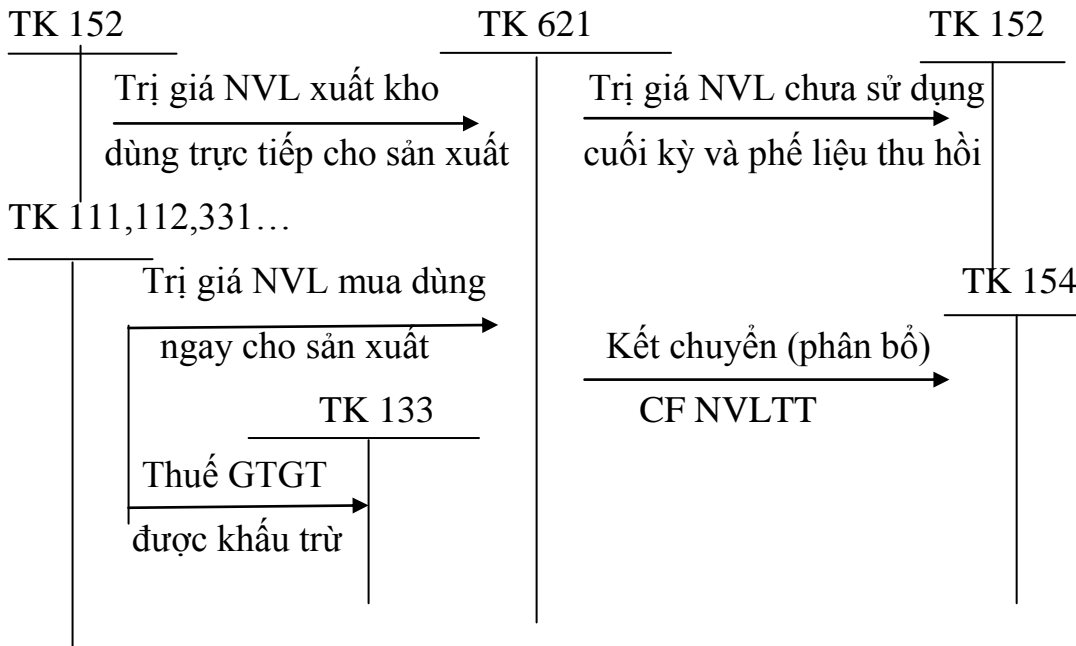 TK 152
TK 621
TK 152
Trị giá NVL xuất kho
dùng trực tiếp cho sản xuất
Trị giá NVL chưa sử dụng
cuối kỳ và phế liệu thu hồi
TK 111,112,331…
Trị giá NVL mua dùng
ngay cho sản xuất
TK 154
Kết chuyển (phân bổ)
CF NVLTT
TK 133
Thuế GTGT
được khấu trừ